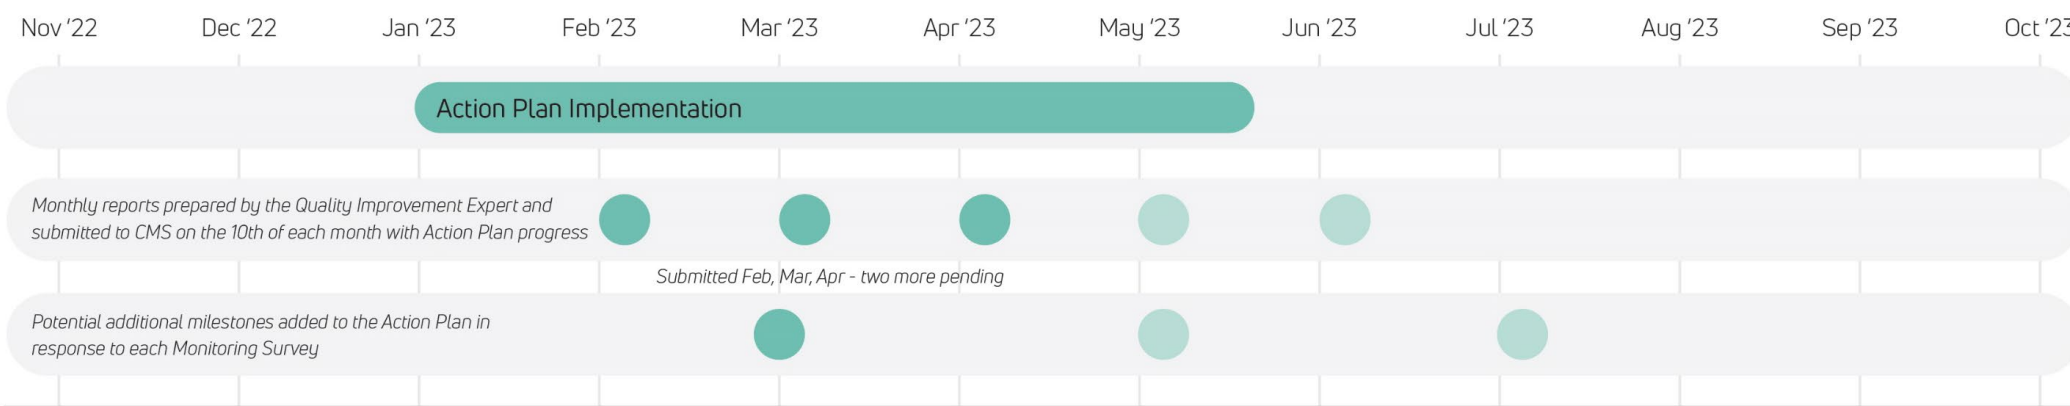 Nov ‘22 Dec ‘22 Jan ‘23 Feb ‘23 Mar ‘23 Apr ‘23 May ‘23 Jun ‘23 Jul ‘23 Aug ‘23 Sep ‘23 Oct ‘23
Action Plan Implementation
Monthly reports prepared by the Quality Improvement Expert and
submitted to CMS on the 10th of each month with Action Plan progress
Submitted Feb, Mar, Apr - two more pending
Potential additional milestones added to the Action Plan in
response to each Monitoring Survey